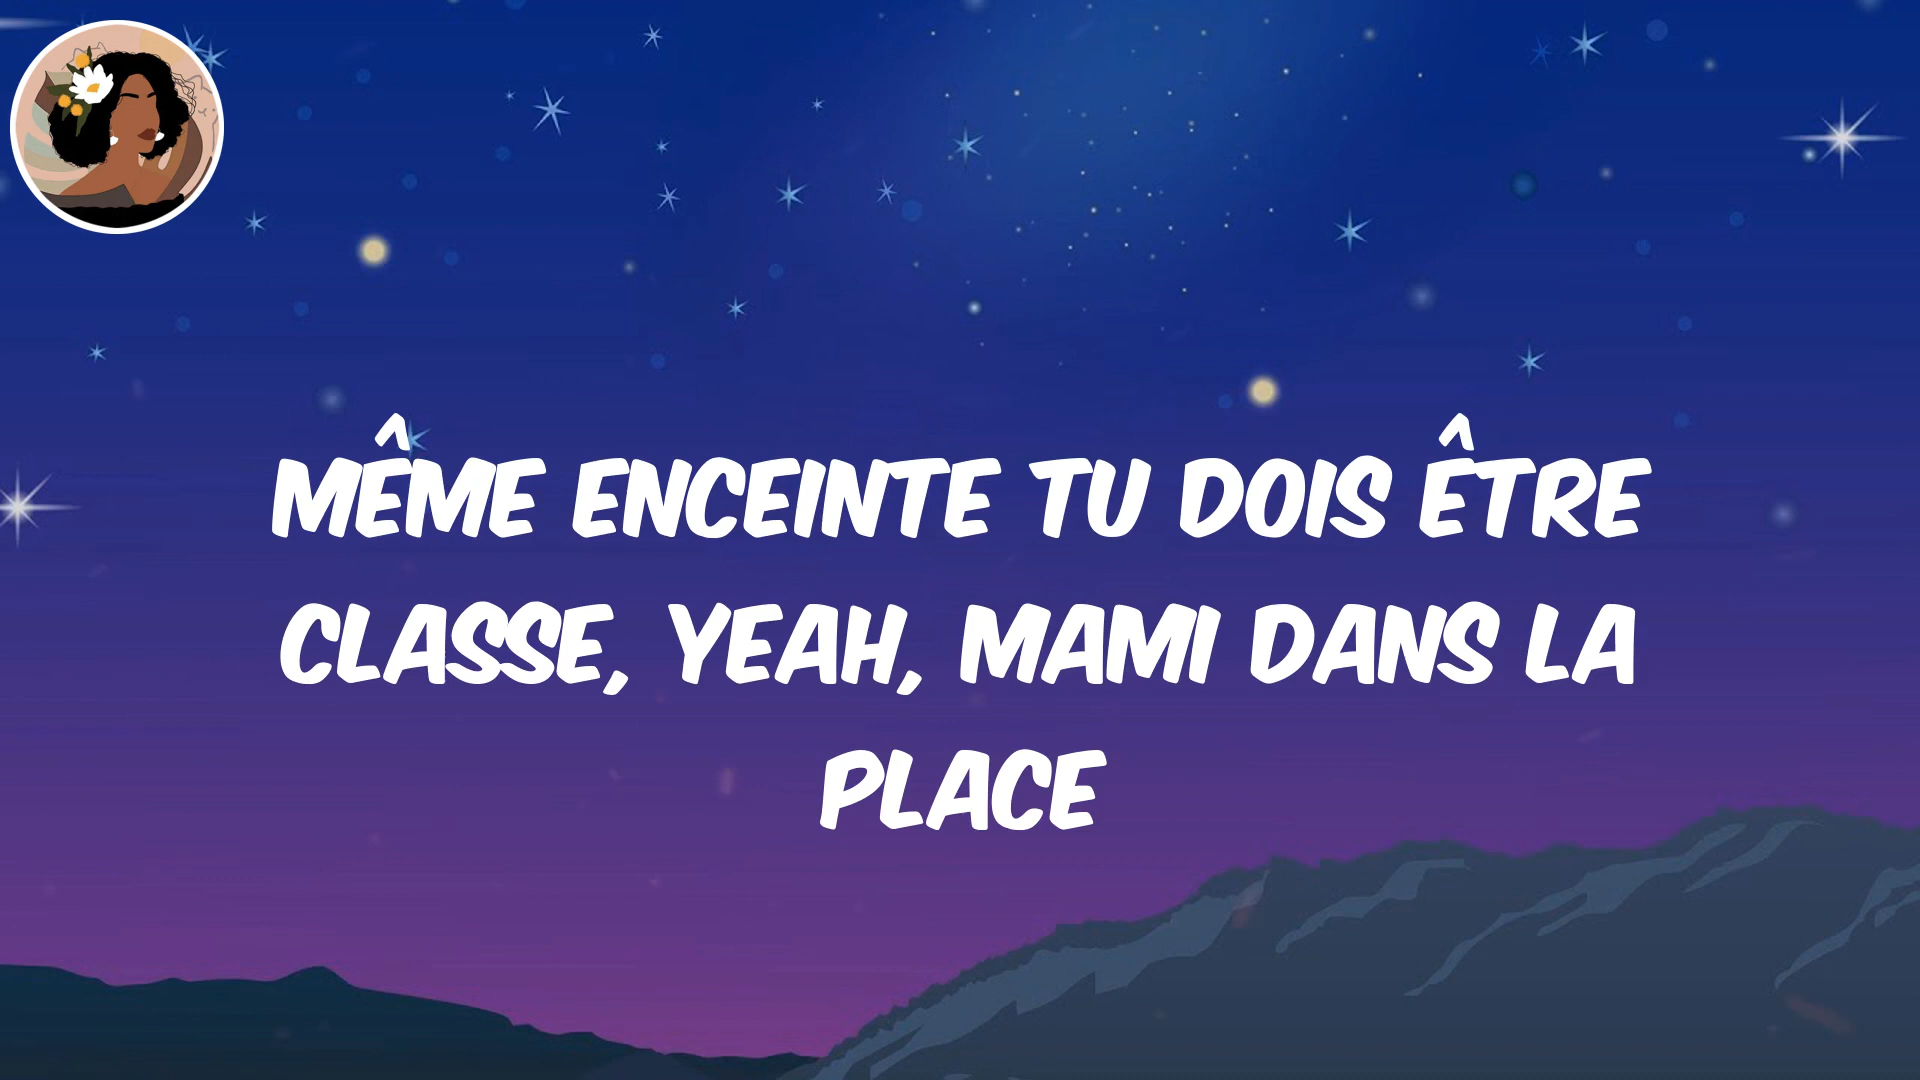 MÊME ENCEINTE TU DOIS ÊTRE
CLASSE, YEAH, MAMI DANS LA
PLACE